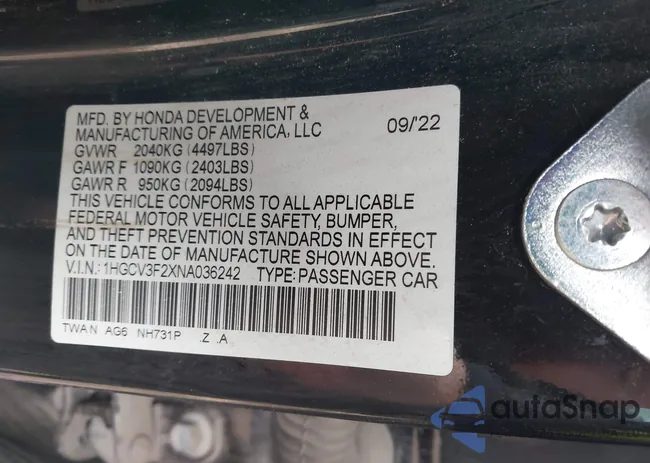 MFD. BY HONDA DEVELOPMENT &
MANUFACTURING OF AMERICA, LLC 09/'22
GVWR 2040KG (4497LBS)
GAWR F 1090KG (2403LBS)
GAWR R 950KG (2094LBS)
THIS VEHICLE CONFORMS TO ALL APPLICABLE
FEDERAL MOTOR VEHICLE SAFETY, BUMPER,
AND THEFT PREVENTION STANDARDS IN EFFECT
ON THE DATE OF MANUFACTURE SHOWN ABOVE.
V.I.N.: 1HGCV3F2XNA036242 TYPE: PASSENGER CAR
TWAN AG6 NH731P .Z .A
autoSnap